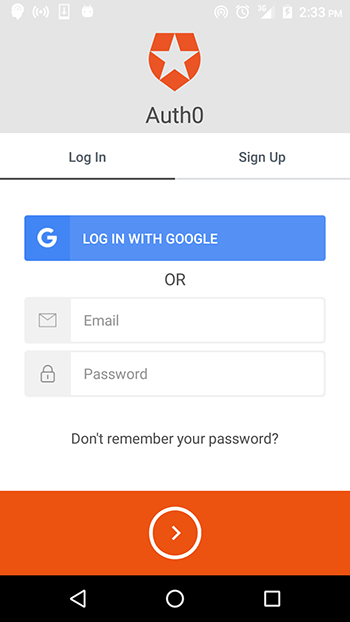 3G 2:33 PM
Auth0
Log In Sign Up
G LOG IN WITH GOOGLE
OR
Email
Password
Don't remember your password?